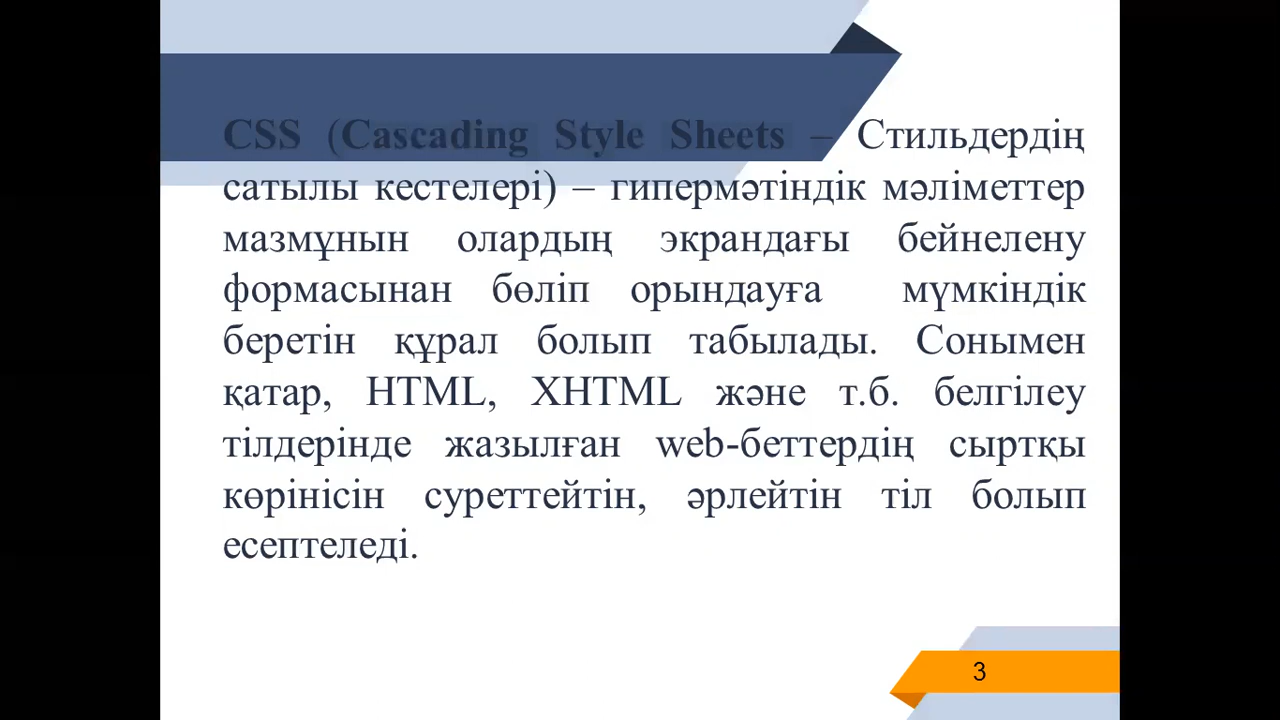 CSS (Cascading Style Sheets – Стильдердің
сатылы кестелері) – гипермәтіндік мәліметтер
мазмұнын олардың экрандағы бейнелену
формасынан бөліп орындауға мүмкіндік
беретін құрал болып табылады. Сонымен
қатар, HTML, XHTML және т.б. белгілеу
тілдерінде жазылған web-беттердің сыртқы
көрінісін суреттейтін, әрлейтін тіл болып
есептеледі.
3